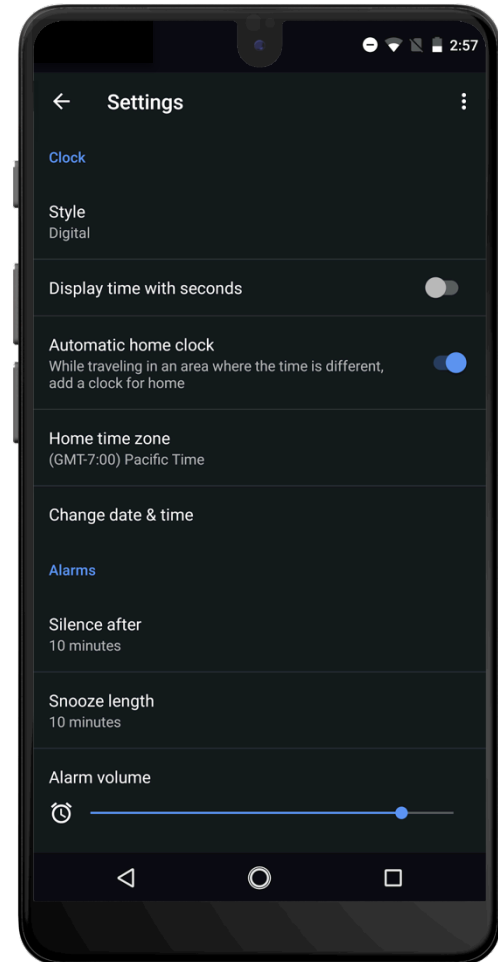 2:57
Settings
Clock
Style
Digital
Display time with seconds
Automatic home clock
While traveling in an area where the time is different,
add a clock for home
Home time zone
(GMT-7:00) Pacific Time
Change date & time
Alarms
Silence after
10 minutes
Snooze length
10 minutes
Alarm volume